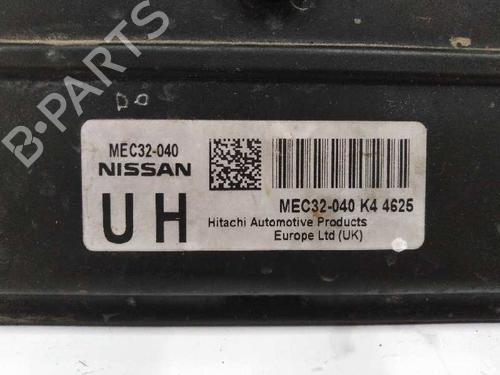 B-PARTS
MEC32-040
NISSAN
UH
MEC32-040 K4 4625
Hitachi Automotive Products
Europe Ltd (UK)